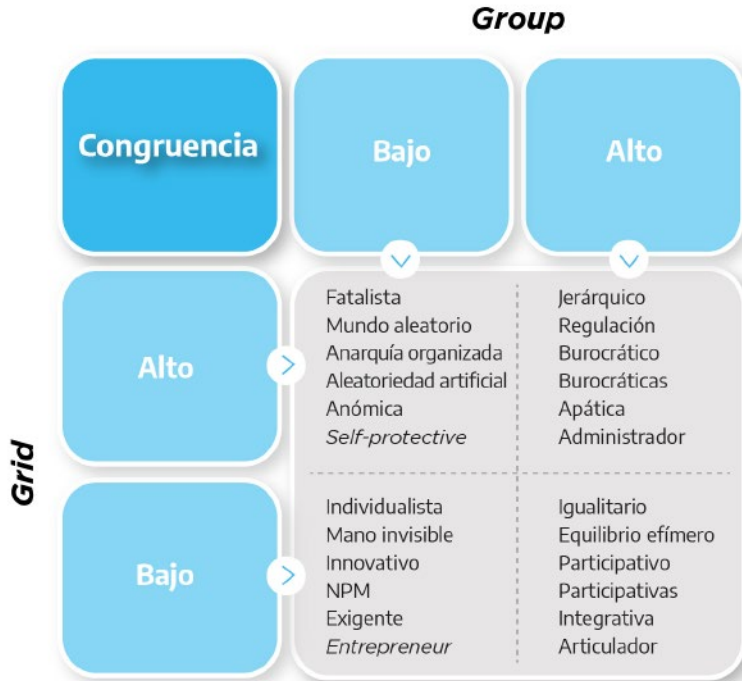 Group
Congruencia
Bajo
Alto
Grid
Alto
Fatalista
Mundo aleatorio
Anarquía organizada
Aleatoriedad artificial
Anómica
Self-protective
Jerárquico
Regulación
Burocrático
Burocráticas
Apática
Administrador
Bajo
Individualista
Mano invisible
Innovativo
NPM
Exigente
Entrepreneur
Igualitario
Equilibrio efímero
Participativo
Participativas
Integrativa
Articulador